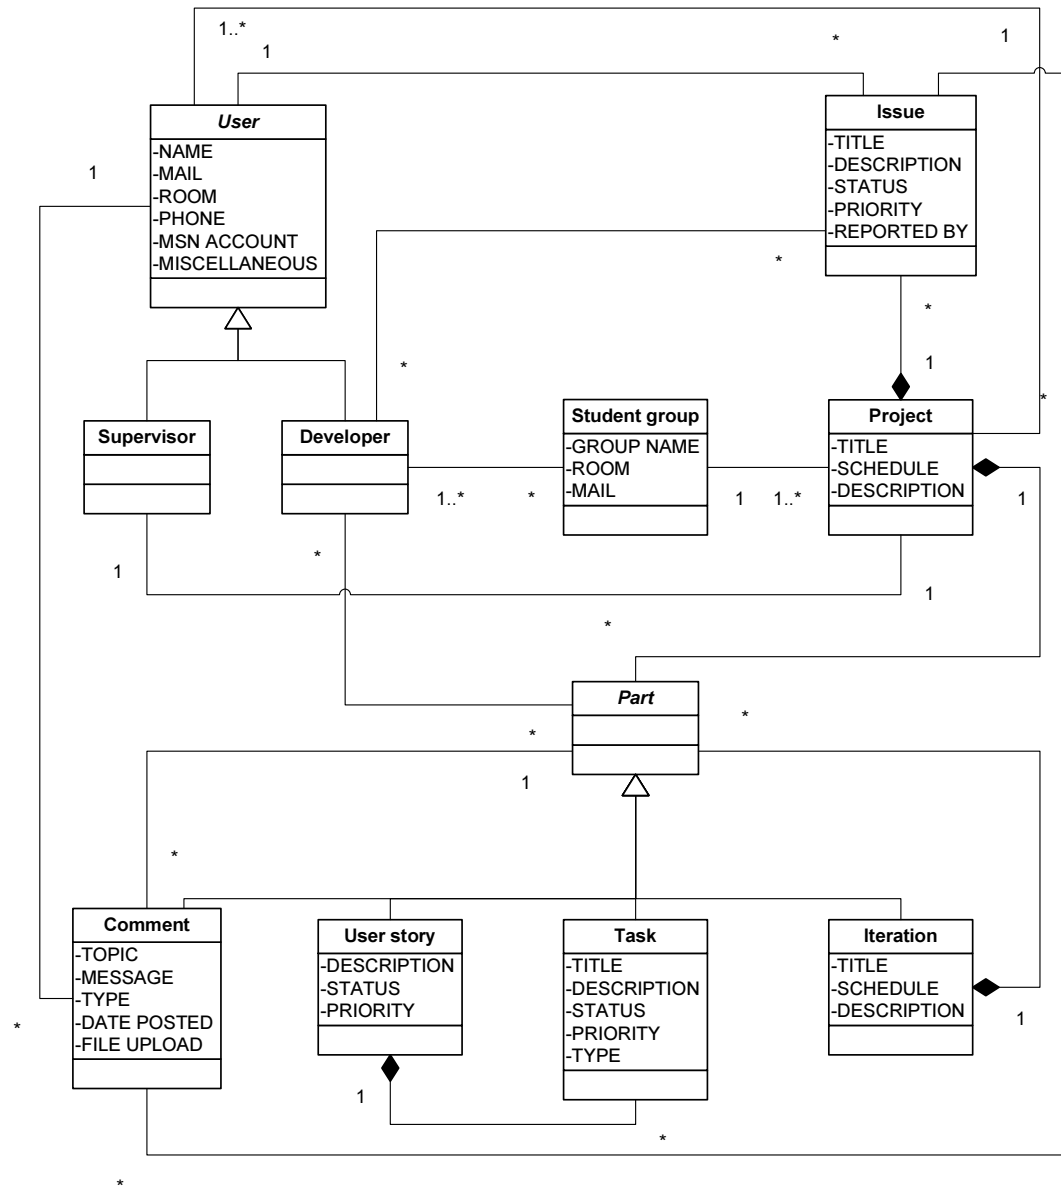 1..*
1
*
1
User
-NAME
-MAIL
-ROOM
-PHONE
-MSN ACCOUNT
-MISCELLANEOUS
1
Issue
-TITLE
-DESCRIPTION
-STATUS
-PRIORITY
-REPORTED BY
*
*
1
*
*
Supervisor
Developer
Student group
-GROUP NAME
-ROOM
-MAIL
Project
-TITLE
-SCHEDULE
-DESCRIPTION
1..*
*
1
1..*
1
*
1
1
*
Part
*
*
1
*
Comment
-TOPIC
-MESSAGE
-TYPE
-DATE POSTED
-FILE UPLOAD
User story
-DESCRIPTION
-STATUS
-PRIORITY
Task
-TITLE
-DESCRIPTION
-STATUS
-PRIORITY
-TYPE
Iteration
-TITLE
-SCHEDULE
-DESCRIPTION
*
1
1
*
*